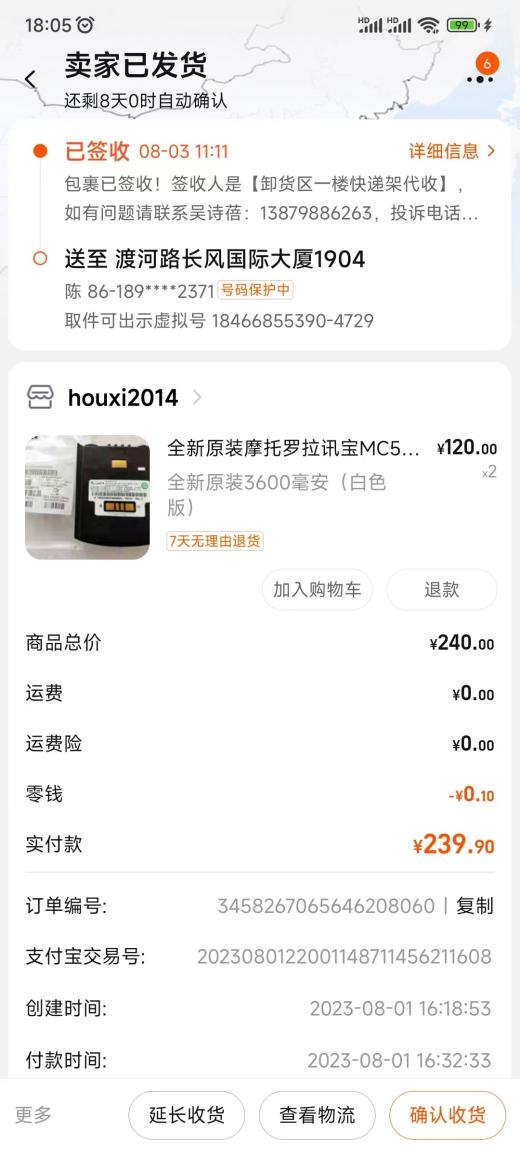 18:05
HD HD 99
卖家已发货
6
还剩8天0时自动确认
已签收 08-03 11:11 详细信息
包裹已签收！签收人是【卸货区一楼快递架代收】，
如有问题请联系吴诗蓓：13879886263，投诉电话...
送至 渡河路长风国际大厦1904
陈 86-189****2371 号码保护中
取件可出示虚拟号 18466855390-4729
houxi2014
全新原装摩托罗拉讯宝MC5... ¥120.00
全新原装3600毫安（白色 x2
版）
7天无理由退货
加入购物车 退款
商品总价 ¥240.00
运费 ¥0.00
运费险 ¥0.00
零钱 -¥0.10
实付款 ¥239.90
订单编号: 3458267065646208060 | 复制
支付宝交易号: 2023080122001148711456211608
创建时间: 2023-08-01 16:18:53
付款时间: 2023-08-01 16:32:33
更多 延长收货 查看物流 确认收货